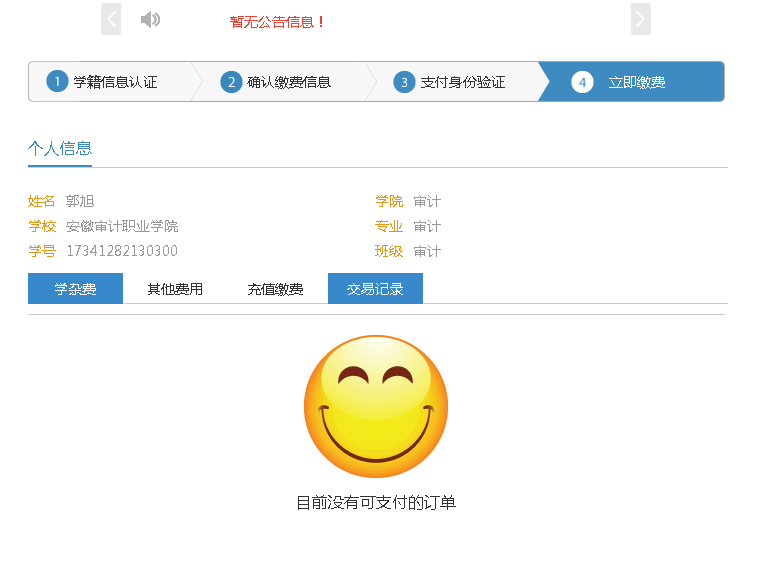 暂无公告信息！
1 学籍信息认证 2 确认缴费信息 3 支付身份验证 4 立即缴费
个人信息
姓名 郭旭 学院 审计
学校 安徽审计职业学院 专业 审计
学号 17341282130300 班级 审计
学杂费 其他费用 充值缴费 交易记录
目前没有可支付的订单